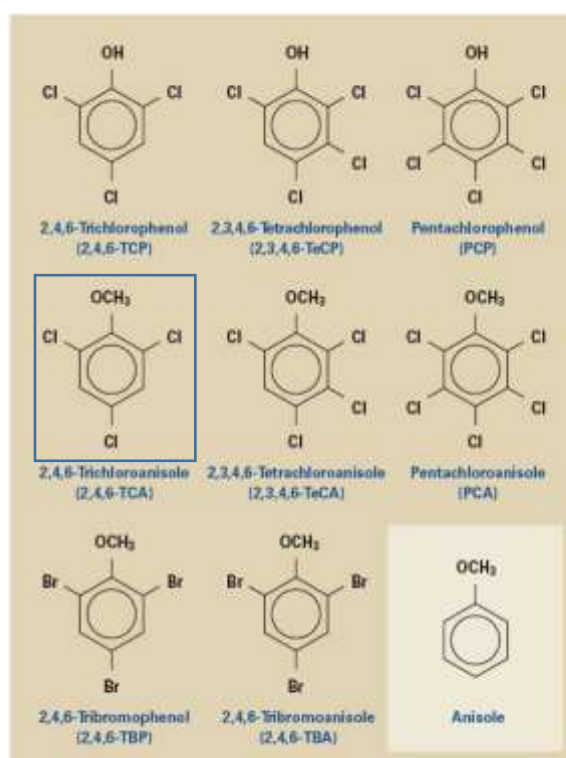 OH OH OH
Cl Cl Cl Cl Cl Cl
Cl Cl Cl
Cl Cl Cl
2,4,6-Trichlorophenol 2,3,4,6-Tetrachlorophenol Pentachlorophenol
(2,4,6-TCP) (2,3,4,6-TeCP) (PCP)
OCH3 OCH3 OCH3
Cl Cl Cl Cl Cl Cl
Cl Cl Cl
Cl Cl Cl
2,4,6-Trichloroanisole 2,3,4,6-Tetrachloroanisole Pentachloroanisole
(2,4,6-TCA) (2,3,4,6-TeCA) (PCA)
OCH3 OCH3 OCH3
Br Br Br Br
Br Br
2,4,6-Tribromophenol 2,4,6-Tribromoanisole Anisole
(2,4,6-TBP) (2,4,6-TBA)